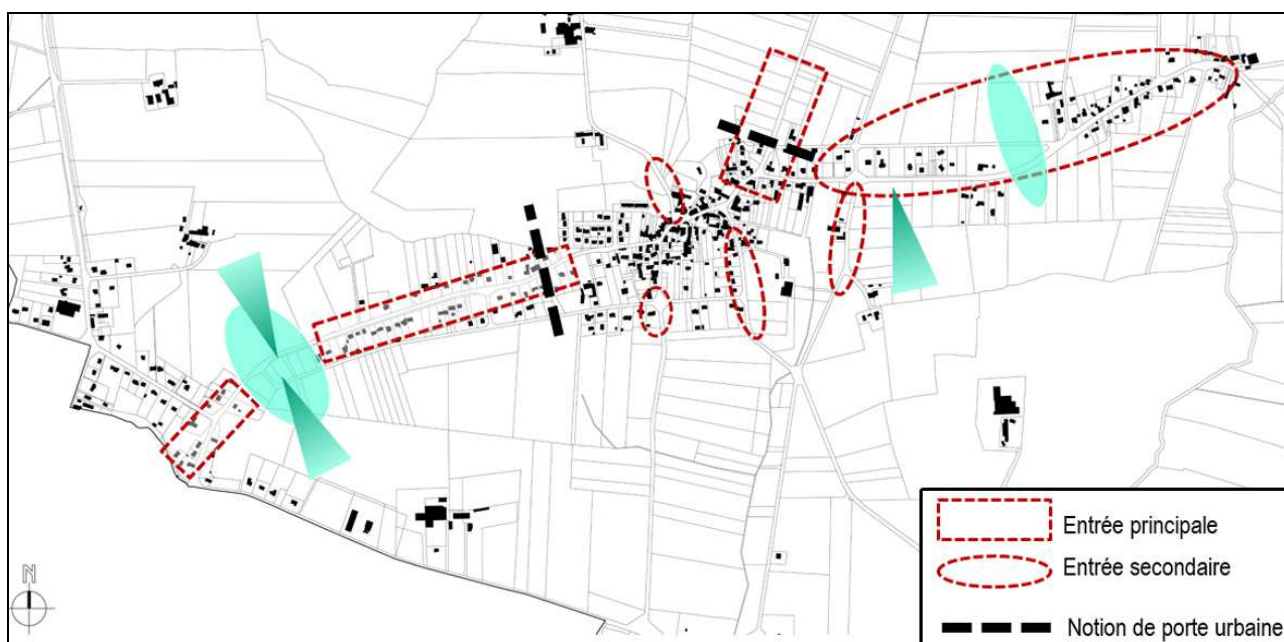 N
Entrée principale
Entrée secondaire
Notion de porte urbaine